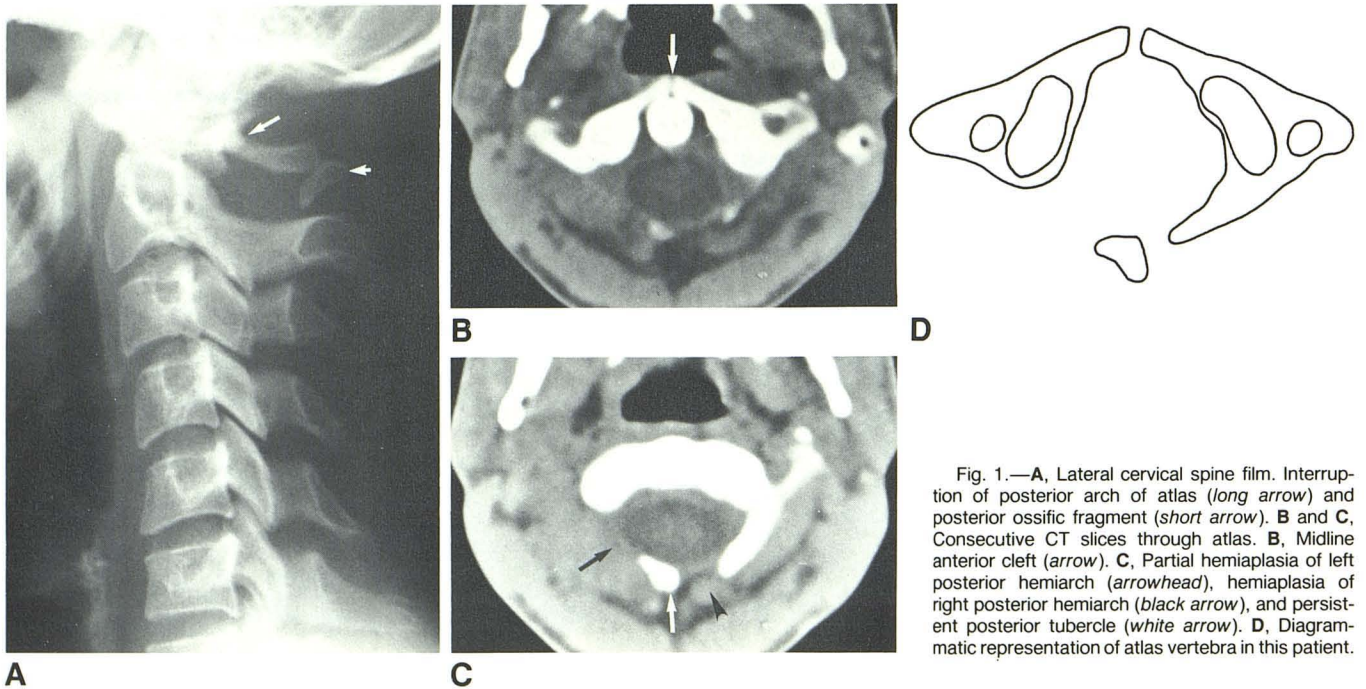 A
B
C
D
Fig. 1.—A, Lateral cervical spine film. Interrup-
tion of posterior arch of atlas (long arrow) and
posterior ossific fragment (short arrow). B and C,
Consecutive CT slices through atlas. B, Midline
anterior cleft (arrow). C, Partial hemiaplasia of left
posterior hemiarch (arrowhead), hemiaplasia of
right posterior hemiarch (black arrow), and persist-
ent posterior tubercle (white arrow). D, Diagram-
matic representation of atlas vertebra in this patient.